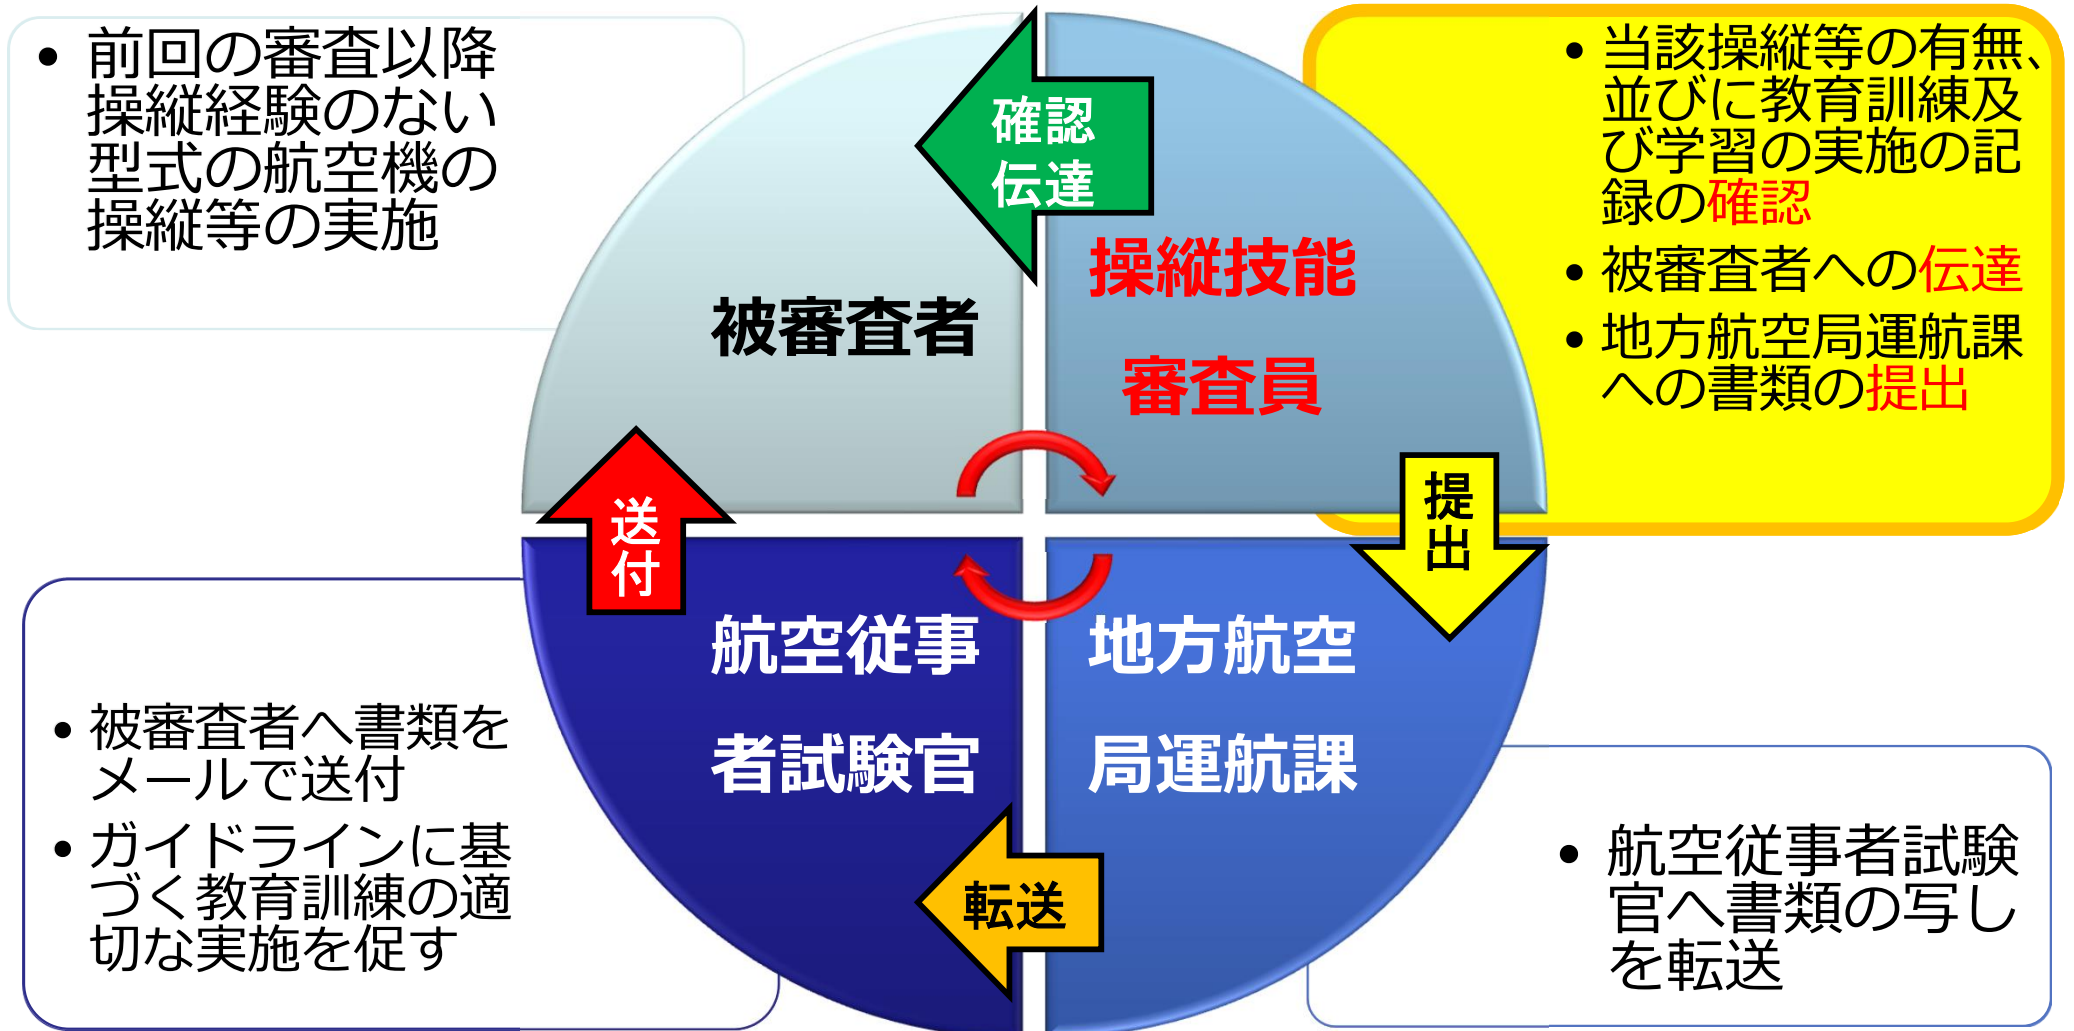 • 前回の審査以降
操縦経験のない
型式の航空機の
操縦等の実施
確認
伝達
• 当該操縦等の有無、
並びに教育訓練及
び学習の実施の記
録の確認
• 被審査者への伝達
• 地方航空局運航課
への書類の提出
被審査者
操縦技能
審査員
送付
提出
航空従事
者試験官
地方航空
局運航課
転送
• 被審査者へ書類を
メールで送付
• ガイドラインに基
づく教育訓練の適
切な実施を促す
• 航空従事者試験
官へ書類の写し
を転送